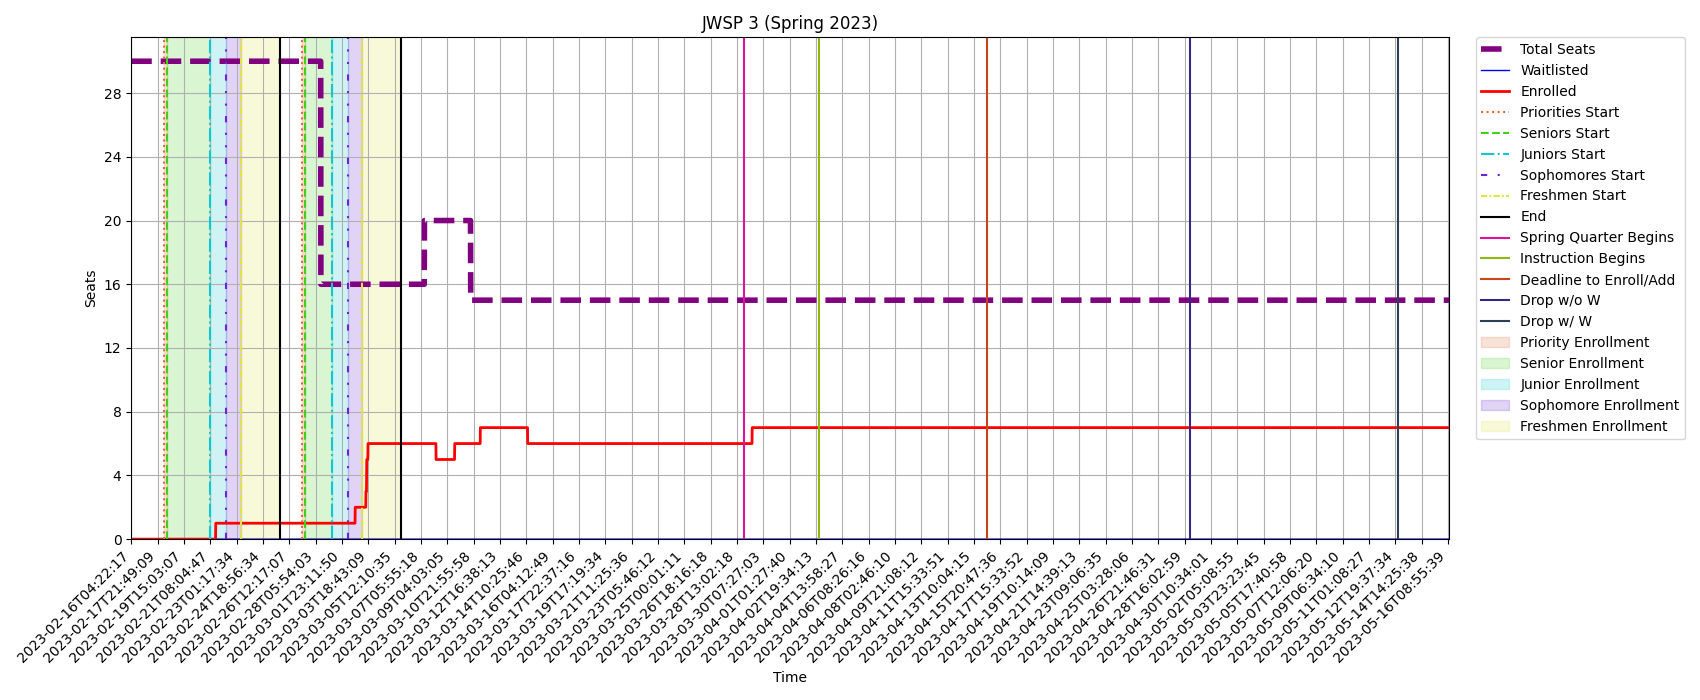 JWSP 3 (Spring 2023)
28
24
20
16
12
8
4
0
Seats
2023-02-16T04:22:17
2023-02-17T21:49:09
2023-02-19T15:03:07
2023-02-21T08:04:47
2023-02-23T01:17:34
2023-02-24T18:56:34
2023-02-26T12:17:07
2023-02-28T05:54:03
2023-03-01T23:11:50
2023-03-03T18:43:09
2023-03-05T12:10:35
2023-03-07T05:55:18
2023-03-09T04:03:05
2023-03-10T21:55:58
2023-03-12T16:38:13
2023-03-14T10:25:46
2023-03-16T04:12:49
2023-03-17T22:37:16
2023-03-19T17:19:34
2023-03-21T11:25:36
2023-03-23T05:46:12
2023-03-25T00:01:11
2023-03-26T18:16:18
2023-03-28T13:02:18
2023-03-30T07:27:03
2023-04-01T01:27:40
2023-04-02T19:34:13
2023-04-04T13:58:27
2023-04-06T08:26:16
2023-04-08T02:46:10
2023-04-09T21:08:12
2023-04-11T15:33:51
2023-04-13T10:04:15
2023-04-15T20:47:36
2023-04-17T15:33:52
2023-04-19T10:14:09
2023-04-21T14:39:13
2023-04-23T09:06:35
2023-04-25T03:28:06
2023-04-26T21:46:31
2023-04-28T16:02:59
2023-04-30T10:34:01
2023-05-02T05:08:55
2023-05-03T23:23:45
2023-05-05T17:40:58
2023-05-07T12:06:20
2023-05-09T06:34:10
2023-05-11T01:08:27
2023-05-12T19:37:34
2023-05-14T14:25:38
2023-05-16T08:55:39
Time
Total Seats
Waitlisted
Enrolled
Priorities Start
Seniors Start
Juniors Start
Sophomores Start
Freshmen Start
End
Spring Quarter Begins
Instruction Begins
Deadline to Enroll/Add
Drop w/o W
Drop w/ W
Priority Enrollment
Senior Enrollment
Junior Enrollment
Sophomore Enrollment
Freshmen Enrollment